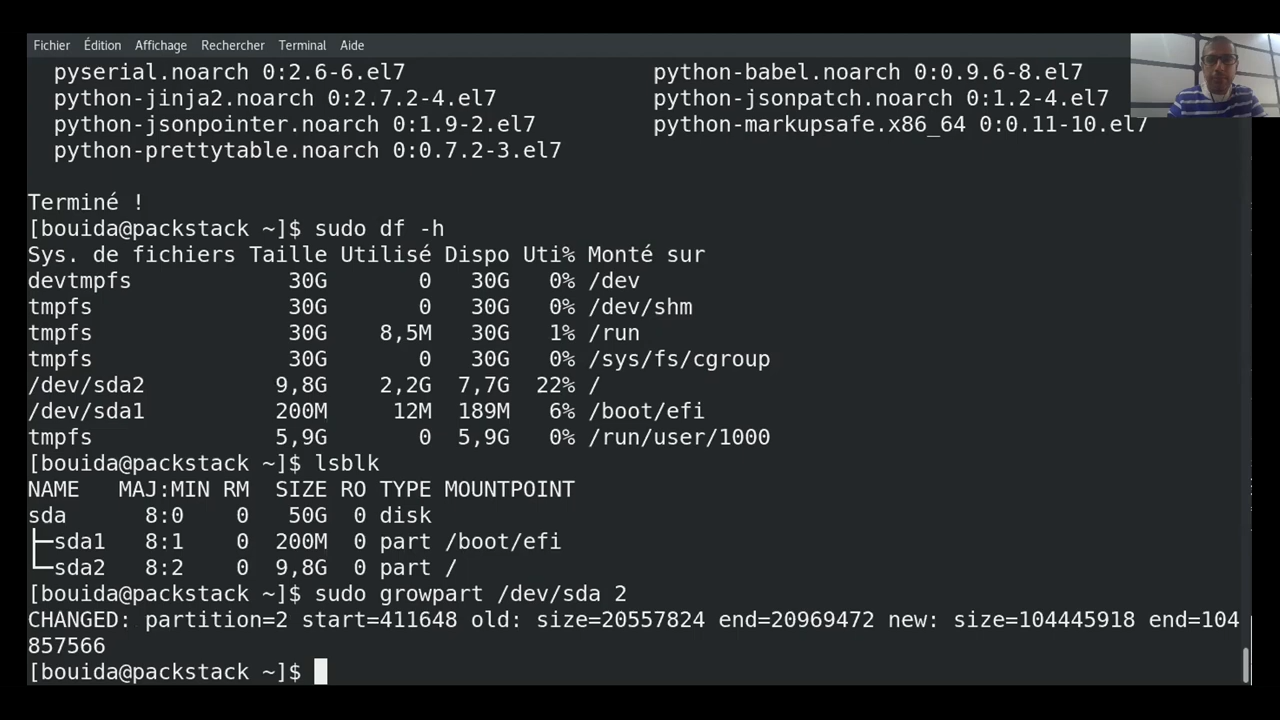 Fichier Édition Affichage Rechercher Terminal Aide
pyserial.noarch 0:2.6-6.el7 python-babel.noarch 0:0.9.6-8.el7
python-jinja2.noarch 0:2.7.2-4.el7 python-jsonpatch.noarch 0:1.2-4.el7
python-jsonpointer.noarch 0:1.9-2.el7 python-markupsafe.x86_64 0:0.11-10.el7
python-prettytable.noarch 0:0.7.2-3.el7
Terminé !
[bouida@packstack ~]$ sudo df -h
Sys. de fichiers Taille Utilisé Dispo Uti% Monté sur
devtmpfs 30G 0 30G 0% /dev
tmpfs 30G 0 30G 0% /dev/shm
tmpfs 30G 8,5M 30G 1% /run
tmpfs 30G 0 30G 0% /sys/fs/cgroup
/dev/sda2 9,8G 2,2G 7,7G 22% /
/dev/sda1 200M 12M 189M 6% /boot/efi
tmpfs 5,9G 0 5,9G 0% /run/user/1000
[bouida@packstack ~]$ lsblk
NAME MAJ:MIN RM SIZE RO TYPE MOUNTPOINT
sda 8:0 0 50G 0 disk
├─sda1 8:1 0 200M 0 part /boot/efi
└─sda2 8:2 0 9,8G 0 part /
[bouida@packstack ~]$ sudo growpart /dev/sda 2
CHANGED: partition=2 start=411648 old: size=20557824 end=20969472 new: size=104445918 end=104
857566
[bouida@packstack ~]$